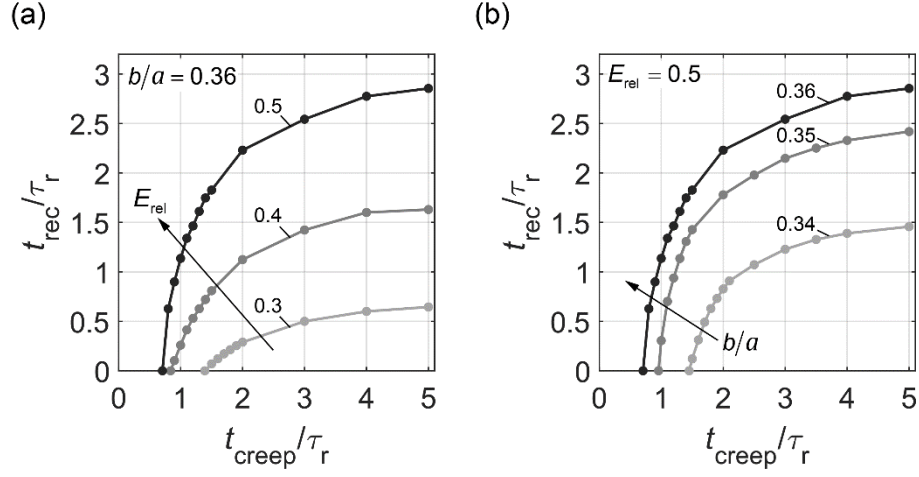 (a)
b/a = 0.36
0.5
0.4
0.3
E_rel
3
2.5
2
1.5
1
0.5
0
0 1 2 3 4 5
t_rec/τ_r
t_creep/τ_r
(b)
E_rel = 0.5
0.36
0.35
0.34
b/a
3
2.5
2
1.5
1
0.5
0
0 1 2 3 4 5
t_rec/τ_r
t_creep/τ_r